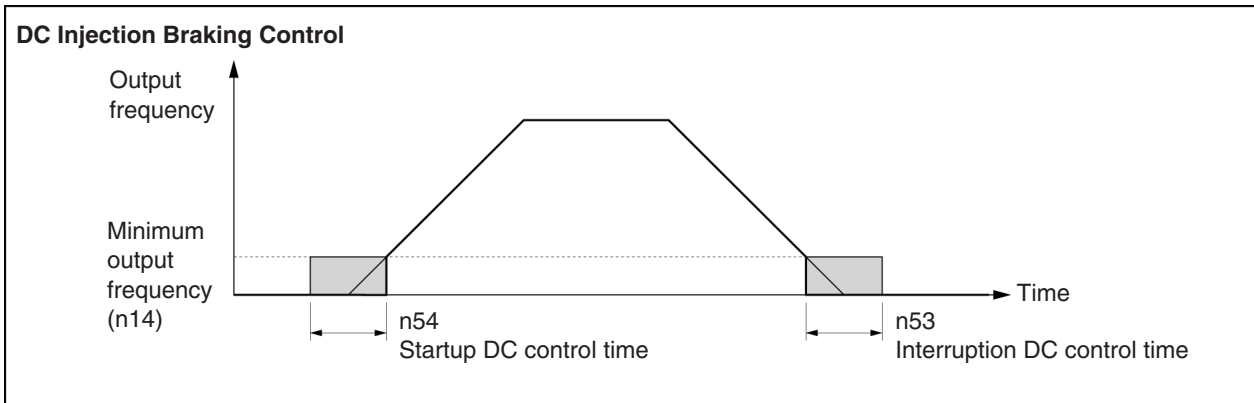 DC Injection Braking Control
Output
frequency
Minimum
output
frequency
(n14)
Time
n54
Startup DC control time
n53
Interruption DC control time